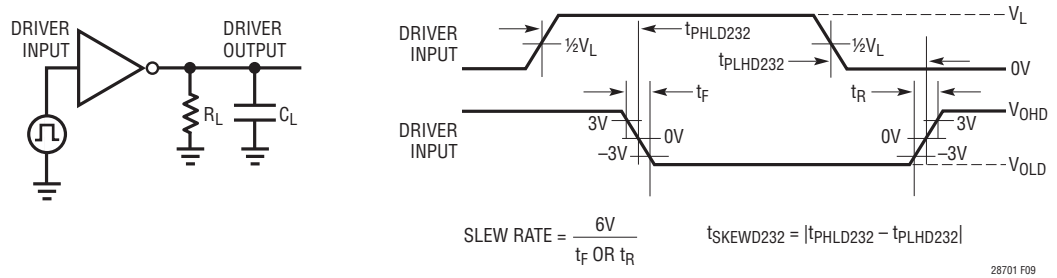 DRIVER
INPUT
DRIVER
OUTPUT
R_L
C_L
DRIVER
INPUT
½V_L
t_PHLD232
t_PLHD232
½V_L
V_L
0V
t_F
t_R
DRIVER
INPUT
3V
0V
–3V
0V
3V
–3V
V_OHD
V_OLD
SLEW RATE = 6V / t_F OR t_R
t_SKEWD232 = |t_PHLD232 – t_PLHD232|
28701 F09